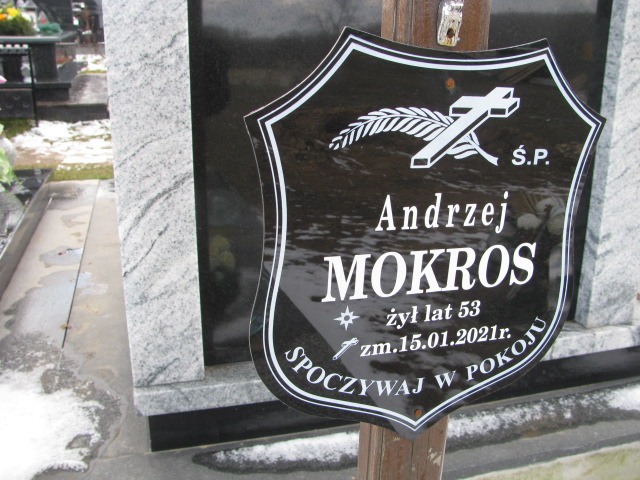 Ś.P.
Andrzej
MOKROS
żył lat 53
zm.15.01.2021r.
SPOCZYWAJ W POKOJU